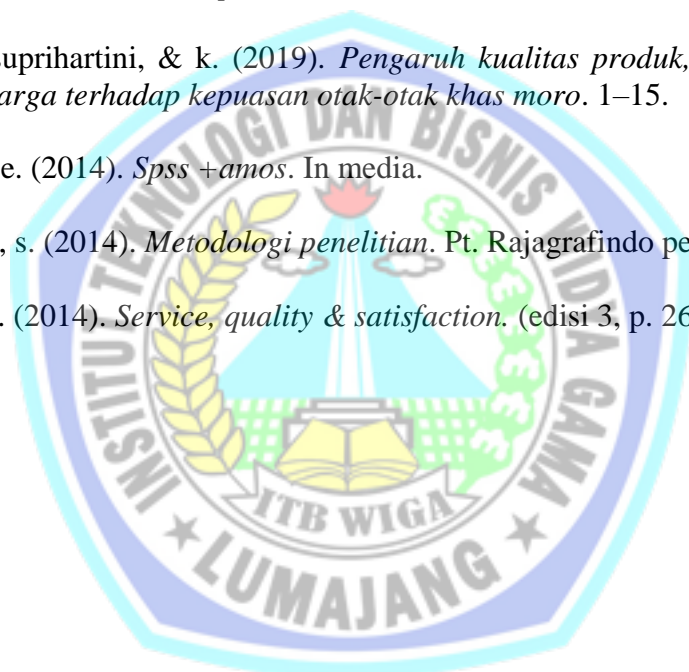 uprihartini, & k. (2019). Pengaruh kualitas produk,
arga terhadap kepuasan otak-otak khas moro. 1–15.
e. (2014). Spss +amos. In media.
, s. (2014). Metodologi penelitian. Pt. Rajagrafindo pe
. (2014). Service, quality & satisfaction. (edisi 3, p. 26
INSTITUT TEKNOLOGI DAN BISNIS WIDYA GAMA
ITB WIGA
LUMAJANG